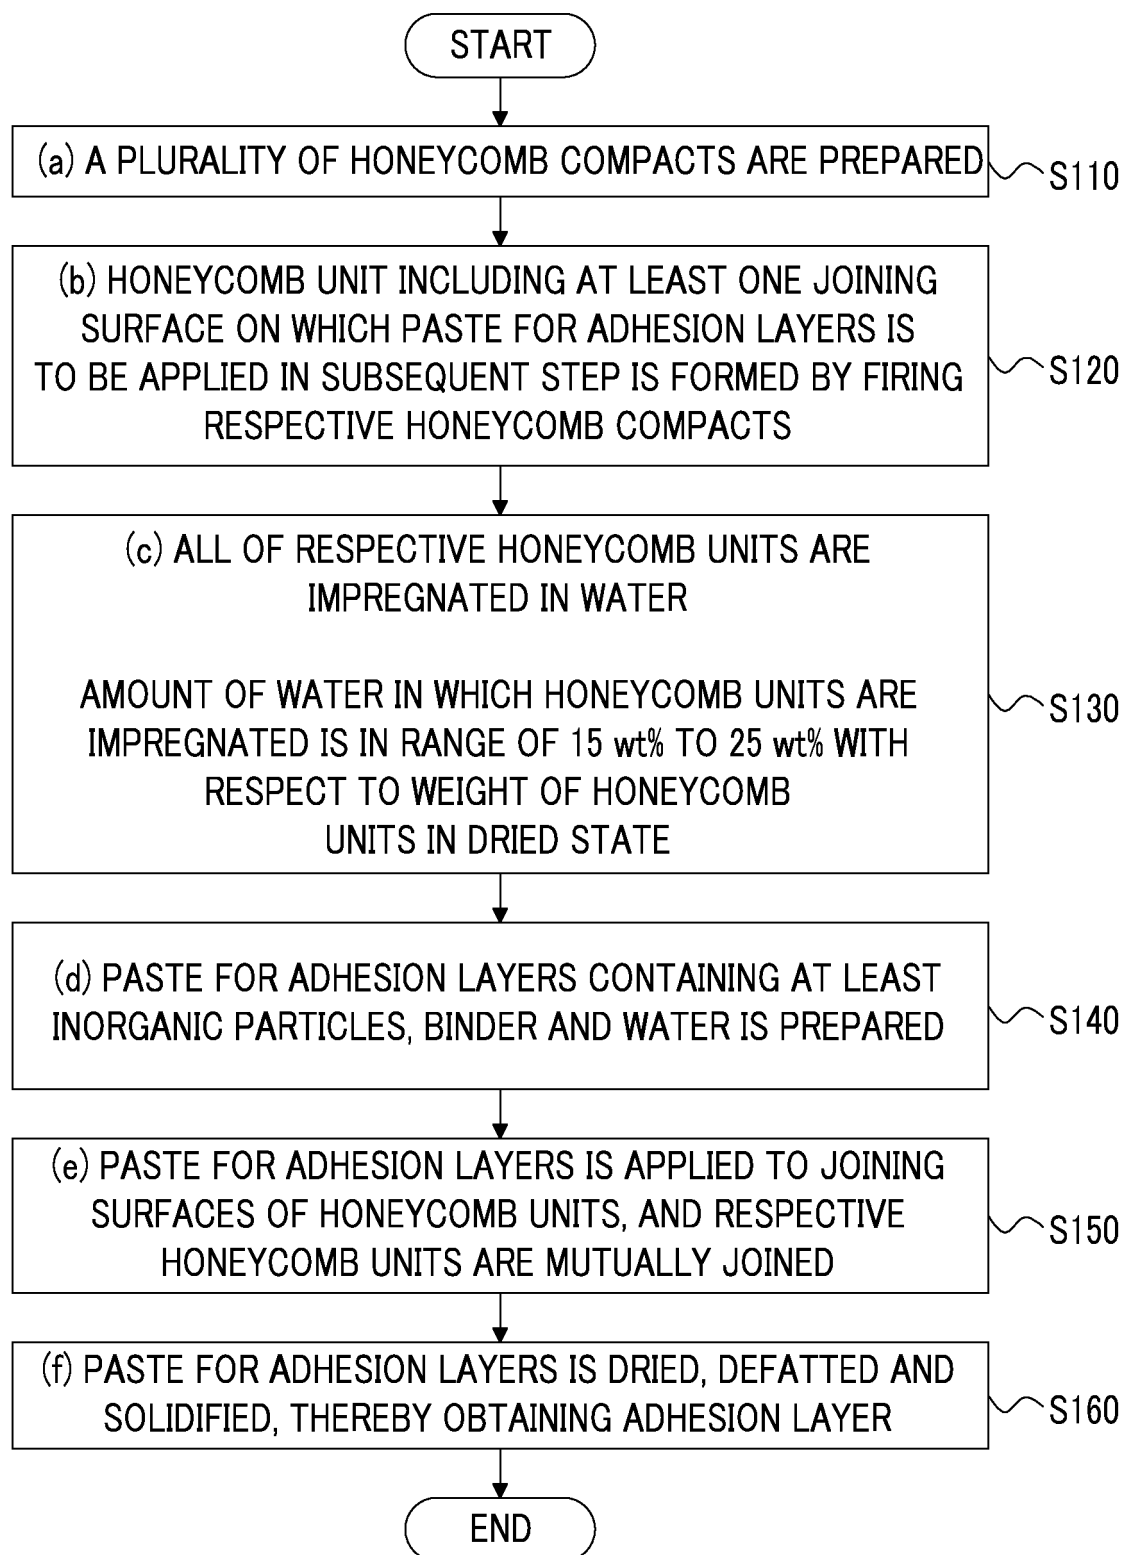 START
(a) A PLURALITY OF HONEYCOMB COMPACTS ARE PREPARED
S110
(b) HONEYCOMB UNIT INCLUDING AT LEAST ONE JOINING
SURFACE ON WHICH PASTE FOR ADHESION LAYERS IS
TO BE APPLIED IN SUBSEQUENT STEP IS FORMED BY FIRING
RESPECTIVE HONEYCOMB COMPACTS
S120
(c) ALL OF RESPECTIVE HONEYCOMB UNITS ARE
IMPREGNATED IN WATER
AMOUNT OF WATER IN WHICH HONEYCOMB UNITS ARE
IMPREGNATED IS IN RANGE OF 15 wt% TO 25 wt% WITH
RESPECT TO WEIGHT OF HONEYCOMB
UNITS IN DRIED STATE
S130
(d) PASTE FOR ADHESION LAYERS CONTAINING AT LEAST
INORGANIC PARTICLES, BINDER AND WATER IS PREPARED
S140
(e) PASTE FOR ADHESION LAYERS IS APPLIED TO JOINING
SURFACES OF HONEYCOMB UNITS, AND RESPECTIVE
HONEYCOMB UNITS ARE MUTUALLY JOINED
S150
(f) PASTE FOR ADHESION LAYERS IS DRIED, DEFATTED AND
SOLIDIFIED, THEREBY OBTAINING ADHESION LAYER
S160
END